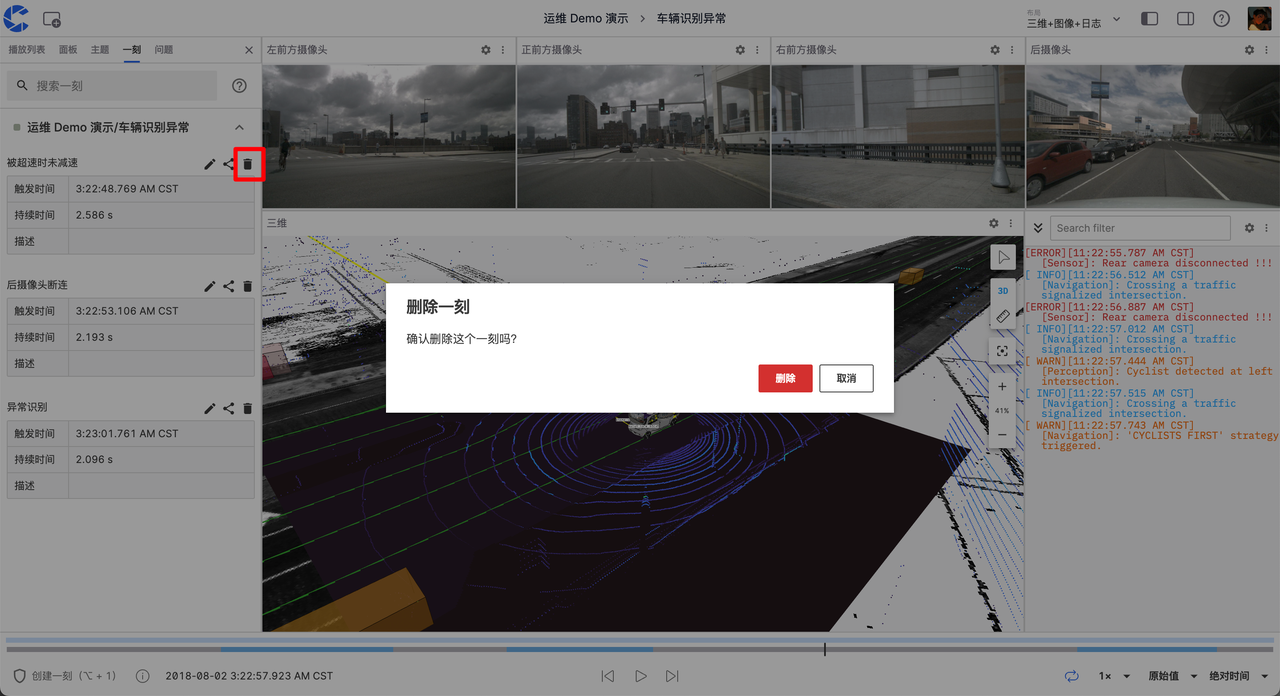 运维 Demo 演示 > 车辆识别异常
布局
三维+图像+日志
播放列表 面板 主题 一刻 问题
搜索一刻
运维 Demo 演示/车辆识别异常
被超速时未减速
触发时间 3:22:48.769 AM CST
持续时间 2.586 s
描述
后摄像头断连
触发时间 3:22:53.106 AM CST
持续时间 2.193 s
描述
异常识别
触发时间 3:23:01.761 AM CST
持续时间 2.096 s
描述
左前方摄像头
正前方摄像头
右前方摄像头
后摄像头
三维
3D
41%
删除一刻
确认删除这个一刻吗?
删除 取消
Search filter
[ERROR][11:22:55.787 AM CST]
[Sensor]: Rear camera disconnected !!!
[ INFO][11:22:56.512 AM CST]
[Navigation]: Crossing a traffic
signalized intersection.
[ERROR][11:22:56.887 AM CST]
[Sensor]: Rear camera disconnected !!!
[ INFO][11:22:57.012 AM CST]
[Navigation]: Crossing a traffic
signalized intersection.
[ WARN][11:22:57.444 AM CST]
[Perception]: Cyclist detected at left
intersection.
[ INFO][11:22:57.515 AM CST]
[Navigation]: Crossing a traffic
signalized intersection.
[ WARN][11:22:57.743 AM CST]
[Navigation]: 'CYCLISTS FIRST' strategy
triggered.
创建一刻 (⌥ + 1) 2018-08-02 3:22:57.923 AM CST
1× 原始值 绝对时间